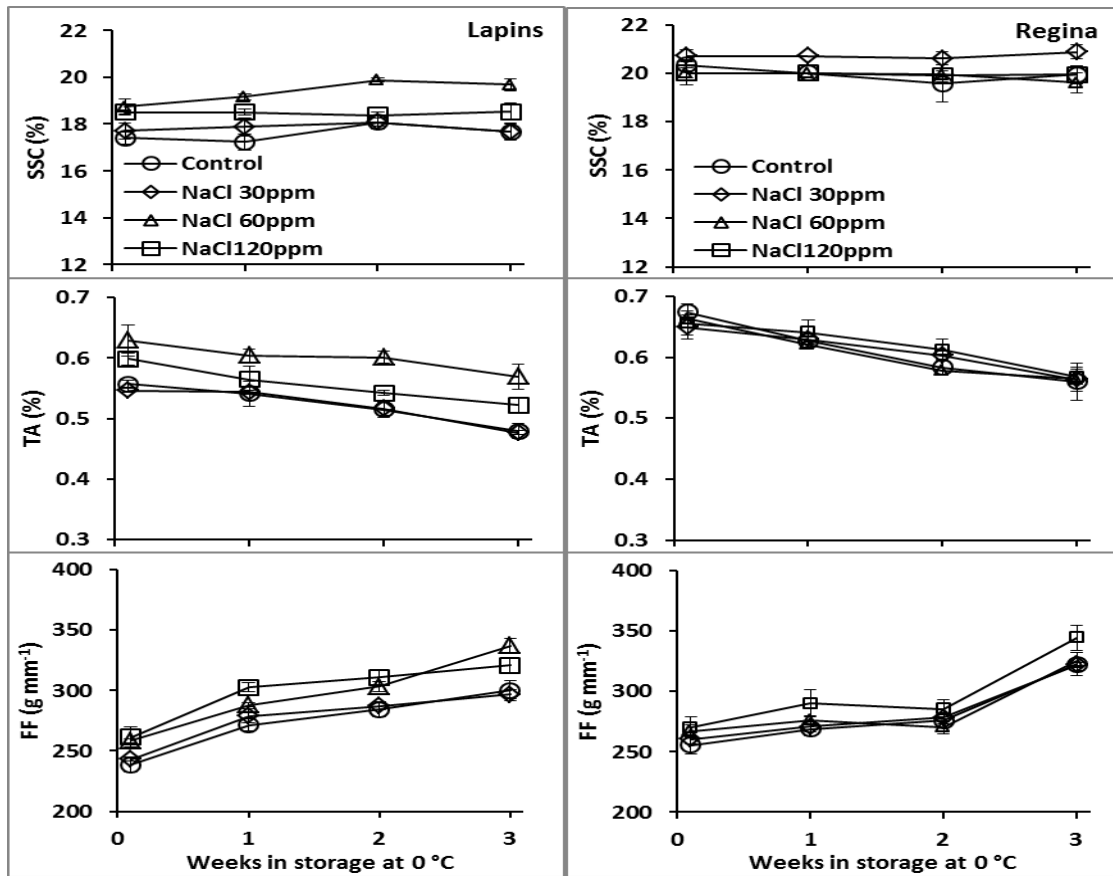 Lapins
22
20
18
16
14
12
SSC (%)
Control
NaCl 30ppm
NaCl 60ppm
NaCl120ppm
Regina
22
20
18
16
14
12
SSC (%)
Control
NaCl 30ppm
NaCl 60ppm
NaCl120ppm
0.7
0.6
0.5
0.4
0.3
TA (%)
0.7
0.6
0.5
0.4
0.3
TA (%)
400
350
300
250
200
FF (g mm-1)
0 1 2 3
Weeks in storage at 0 °C
400
350
300
250
200
FF (g mm-1)
0 1 2 3
Weeks in storage at 0 °C